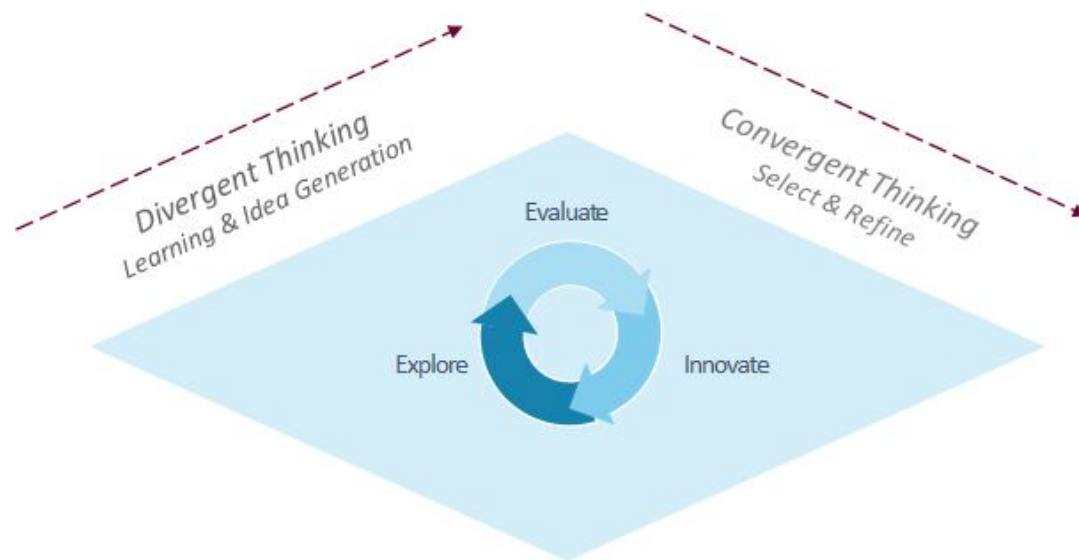 Divergent Thinking
Learning & Idea Generation
Convergent Thinking
Select & Refine
Evaluate
Explore
Innovate